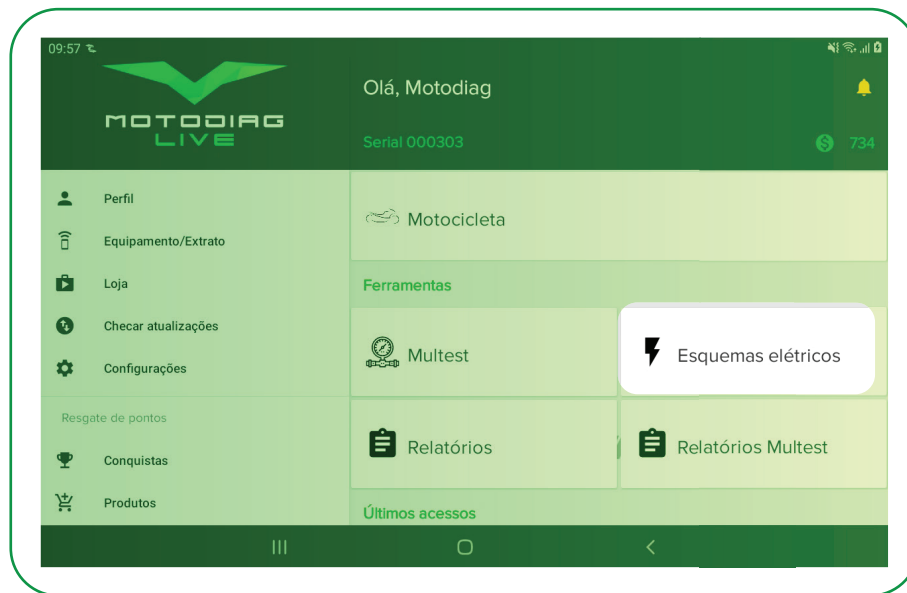 09:57
MOTODIAG
LIVE
Olá, Motodiag
Serial 000303
$ 734
Perfil
Equipamento/Extrato
Loja
Checar atualizações
Configurações
Resgate de pontos
Conquistas
Produtos
Motocicleta
Ferramentas
Multest
Esquemas elétricos
Relatórios
Relatórios Multest
Últimos acessos